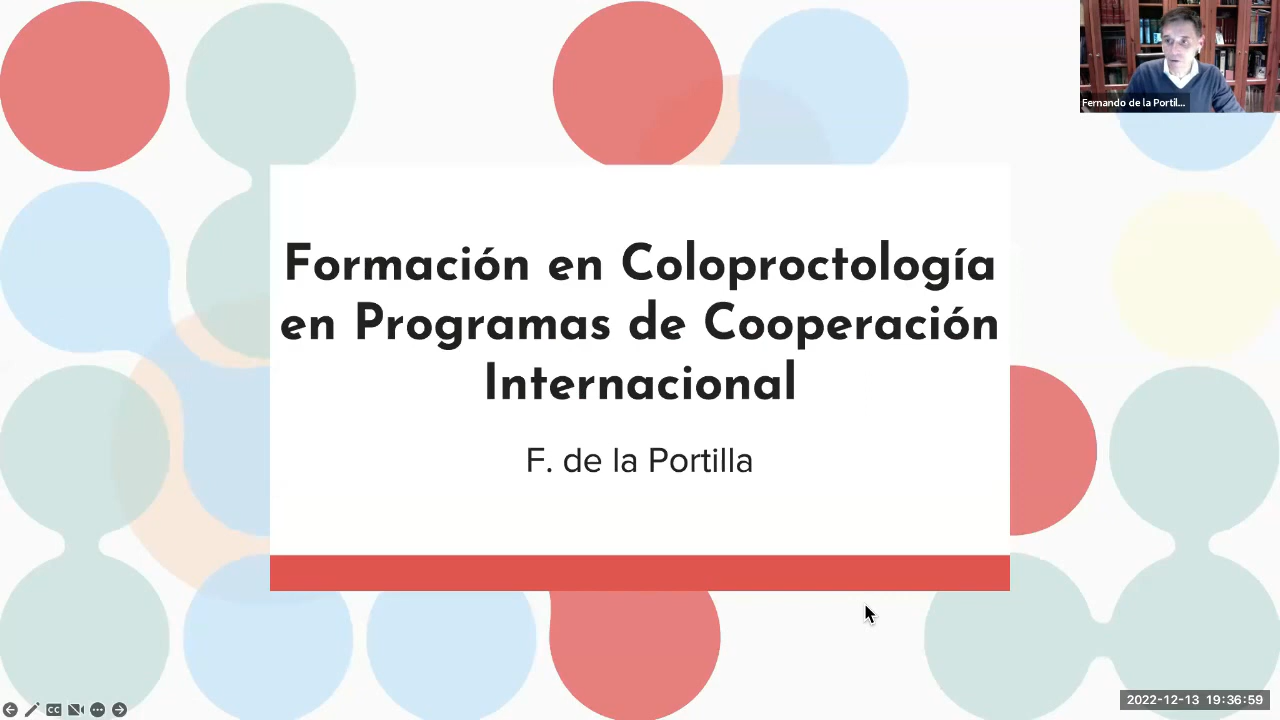 Fernando de la Portil...
Formación en Coloproctología
en Programas de Cooperación
Internacional
F. de la Portilla
CC
2022-12-13 19:36:59